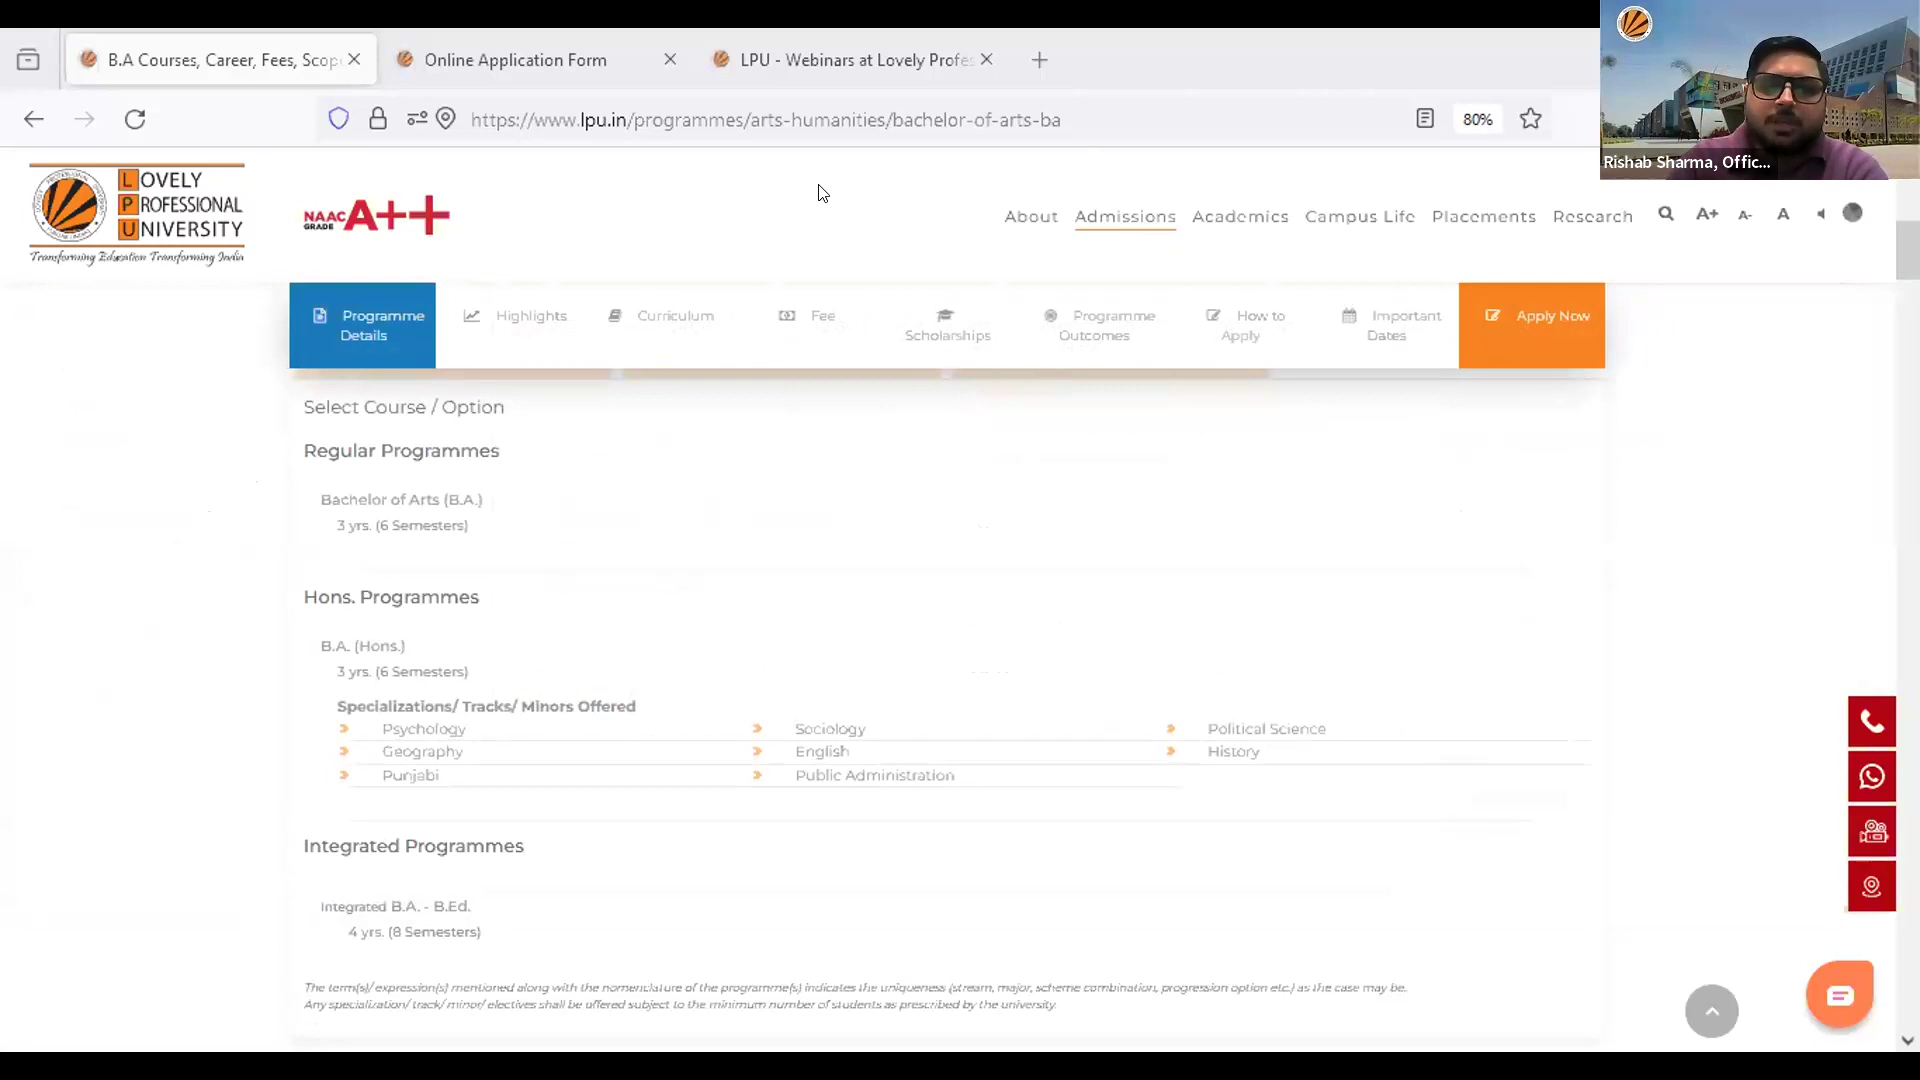 B.A Courses, Career, Fees, Scop
Online Application Form
LPU - Webinars at Lovely Profes
https://www.lpu.in/programmes/arts-humanities/bachelor-of-arts-ba
80%
Rishab Sharma, Offic...
LOVELY
PROFESSIONAL
UNIVERSITY
Transforming Education Transforming India
NAAC
GRADE
A++
About
Admissions
Academics
Campus Life
Placements
Research
A+
A-
A
Programme
Details
Highlights
Curriculum
Fee
Scholarships
Programme
Outcomes
How to
Apply
Important
Dates
Apply Now
Select Course / Option
Regular Programmes
Bachelor of Arts (B.A.)
3 yrs. (6 Semesters)
Hons. Programmes
B.A. (Hons.)
3 yrs. (6 Semesters)
Specializations/ Tracks/ Minors Offered
Psychology
Sociology
Political Science
Geography
English
History
Punjabi
Public Administration
Integrated Programmes
Integrated B.A. - B.Ed.
4 yrs. (8 Semesters)
The term(s)/ expression(s) mentioned along with the nomenclature of the programme(s) indicates the uniqueness (stream, major, scheme combination, progression option etc.) as the case may be.
Any specialization/ track/ minor/ electives shall be offered subject to the minimum number of students as prescribed by the university.